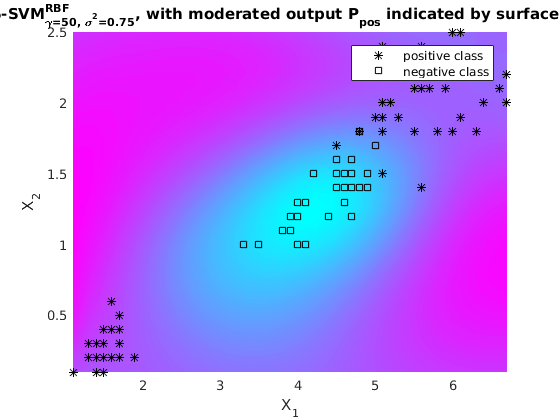 -SVM^RBF_γ=50, σ²=0.75, with moderated output P_pos indicated by surface
positive class
negative class
2.5
2
1.5
1
0.5
X_2
2
3
4
5
6
X_1